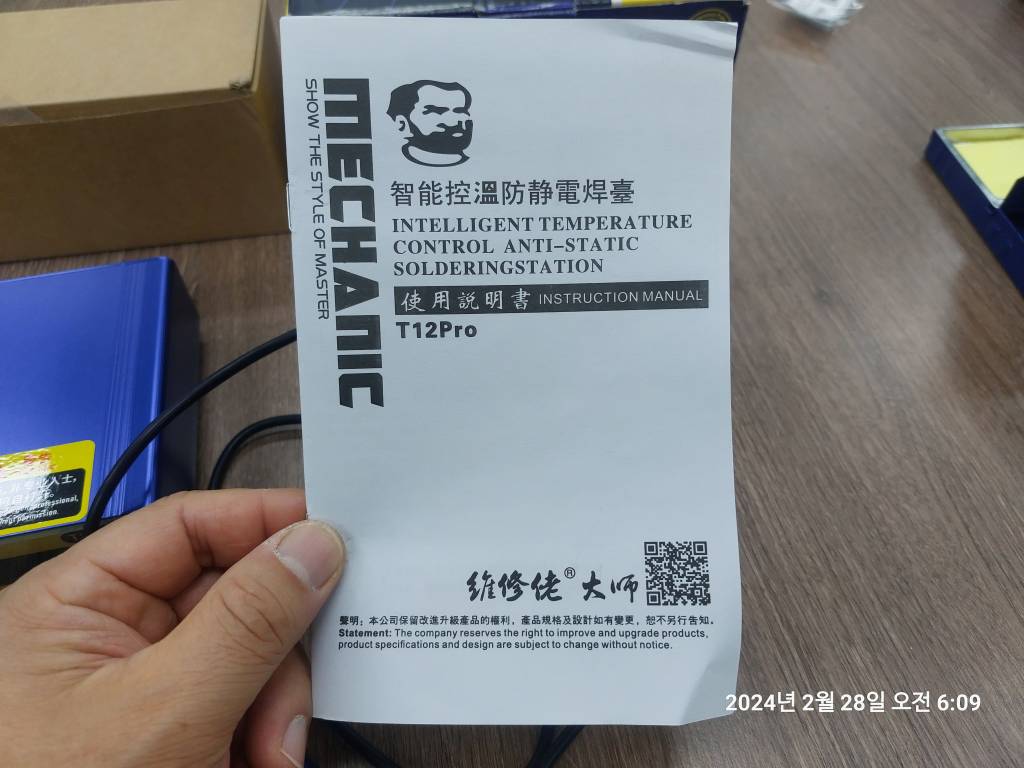 MECHANIC
SHOW THE STYLE OF MASTER
智能控溫防静電焊臺
INTELLIGENT TEMPERATURE
CONTROL ANTI-STATIC
SOLDERINGSTATION
使用説明書 INSTRUCTION MANUAL
T12Pro
維修佬® 大师
聲明：本公司保留改進升級產品的權利，產品規格及設計如有變更，恕不另行告知。
Statement: The company reserves the right to improve and upgrade products,
product specifications and design are subject to change without notice.
2024년 2월 28일 오전 6:09